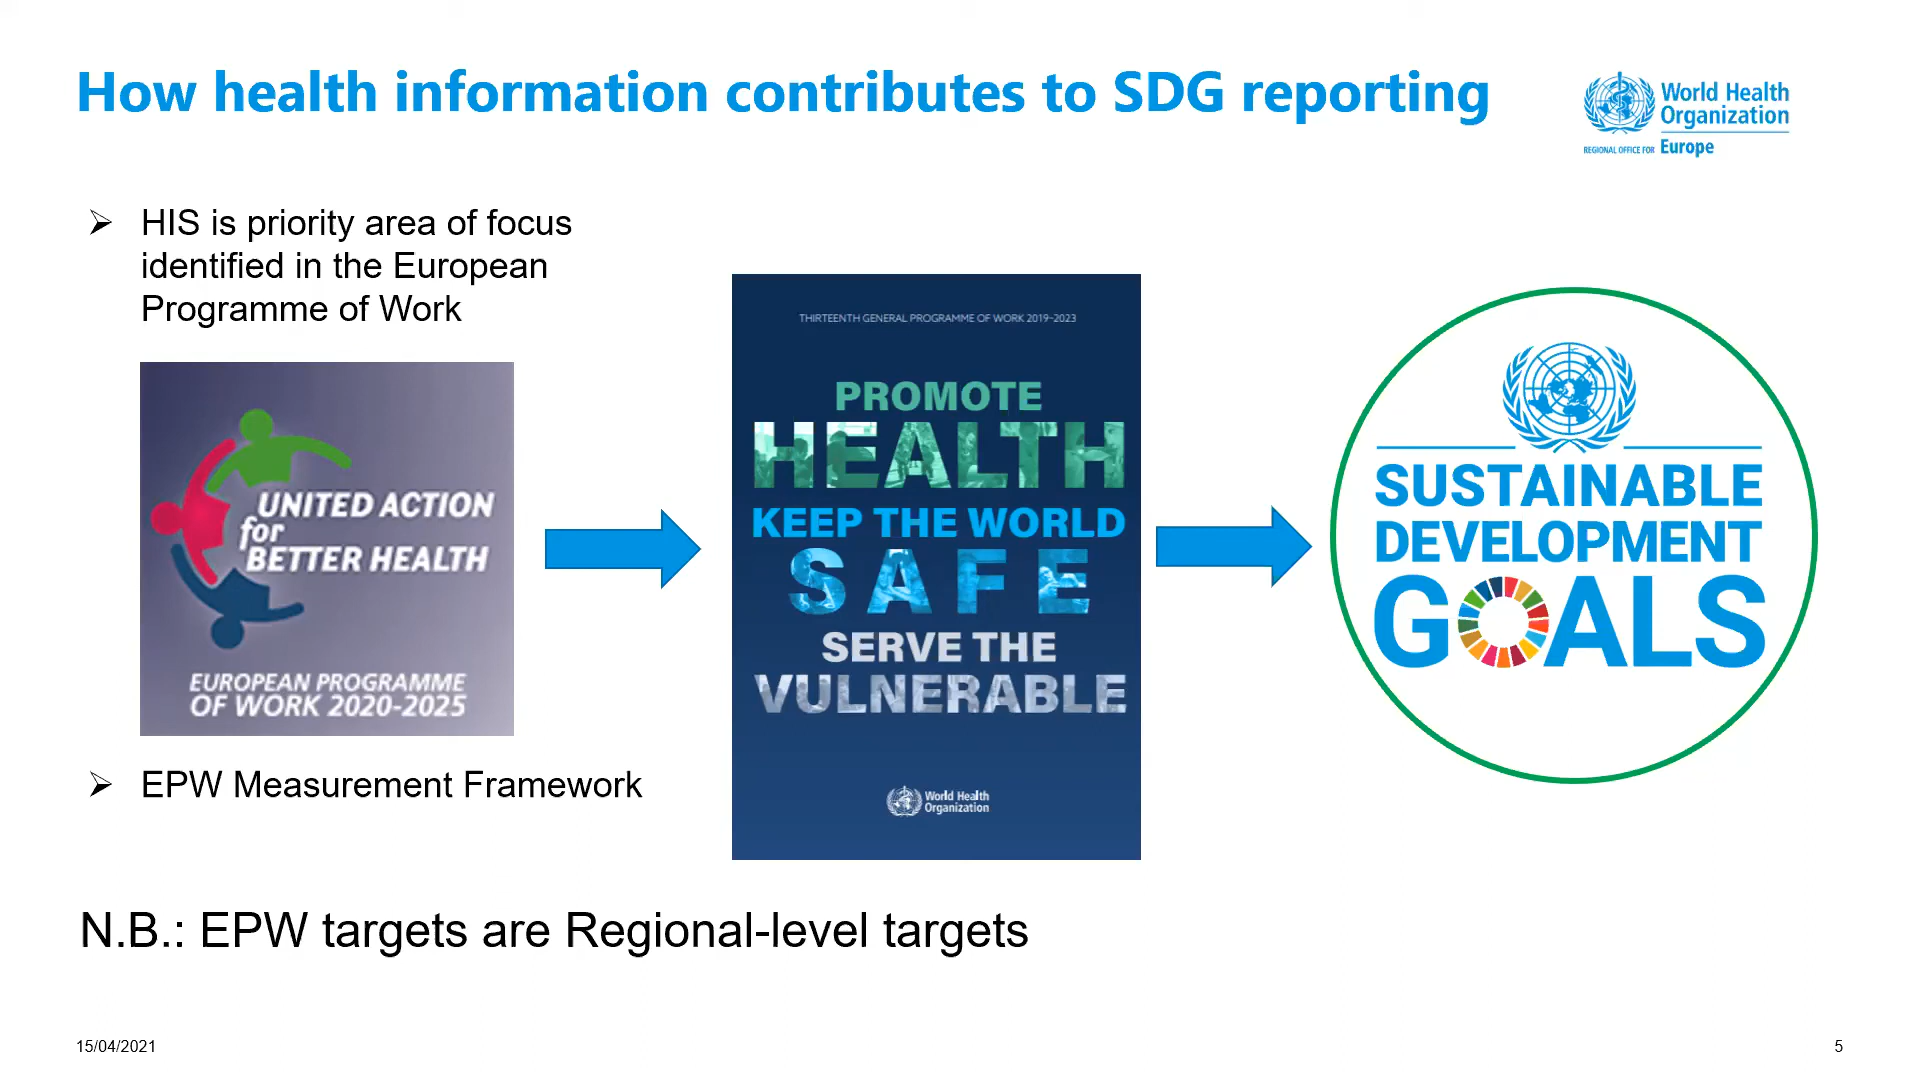 How health information contributes to SDG reporting
World Health
Organization
REGIONAL OFFICE FOR Europe
HIS is priority area of focus
identified in the European
Programme of Work
UNITED ACTION
for
BETTER HEALTH
EUROPEAN PROGRAMME
OF WORK 2020-2025
EPW Measurement Framework
THIRTEENTH GENERAL PROGRAMME OF WORK 2019–2023
PROMOTE
HEALTH
KEEP THE WORLD
SAFE
SERVE THE
VULNERABLE
World Health
Organization
SUSTAINABLE
DEVELOPMENT
GOALS
N.B.: EPW targets are Regional-level targets
15/04/2021
5